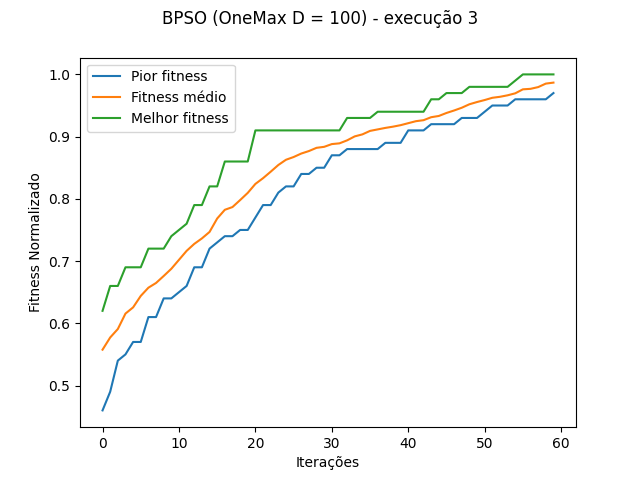 BPSO (OneMax D = 100) - execução 3
Pior fitness
Fitness médio
Melhor fitness
Fitness Normalizado
1.0
0.9
0.8
0.7
0.6
0.5
0 10 20 30 40 50 60
Iterações